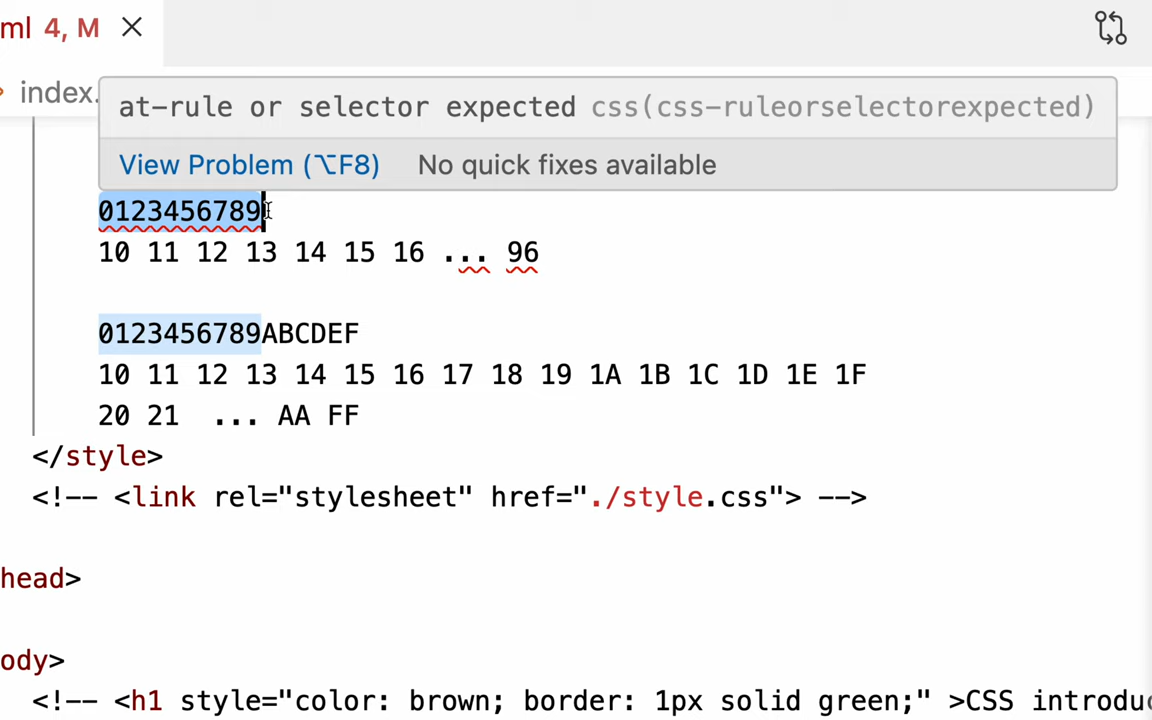 ml 4, M
index.
at-rule or selector expected css(css-ruleorselectorexpected)
View Problem (⌥F8) No quick fixes available
0123456789
10 11 12 13 14 15 16 ... 96
0123456789ABCDEF
10 11 12 13 14 15 16 17 18 19 1A 1B 1C 1D 1E 1F
20 21 ... AA FF
</style>
<!-- <link rel="stylesheet" href="./style.css"> -->
head>
ody>
<!-- <h1 style="color: brown; border: 1px solid green;" >CSS introdu